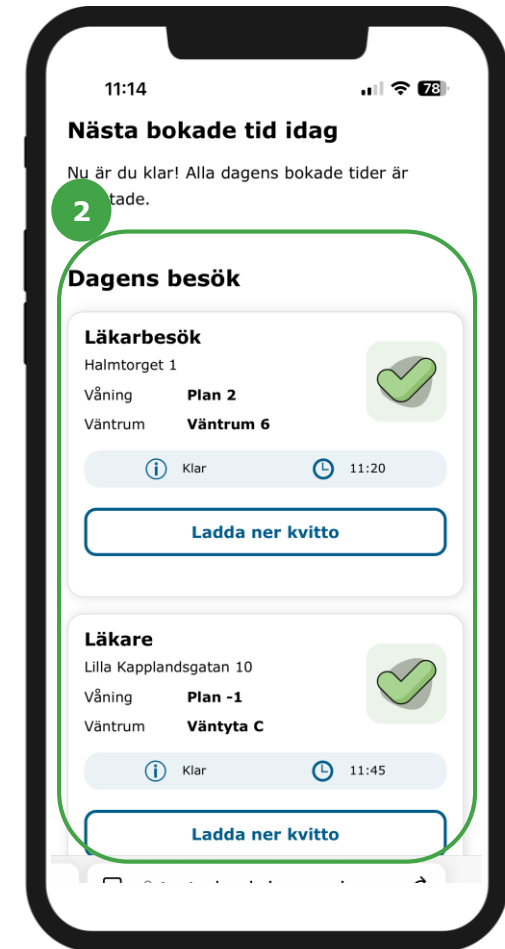 11:14
78
Nästa bokade tid idag
Nu är du klar! Alla dagens bokade tider är
2
Dagens besök
Läkarbesök
Halmtorget 1
Våning Plan 2
Väntrum Väntrum 6
Klar 11:20
Ladda ner kvitto
Läkare
Lilla Kapplandsgatan 10
Våning Plan -1
Väntrum Väntyta C
Klar 11:45
Ladda ner kvitto